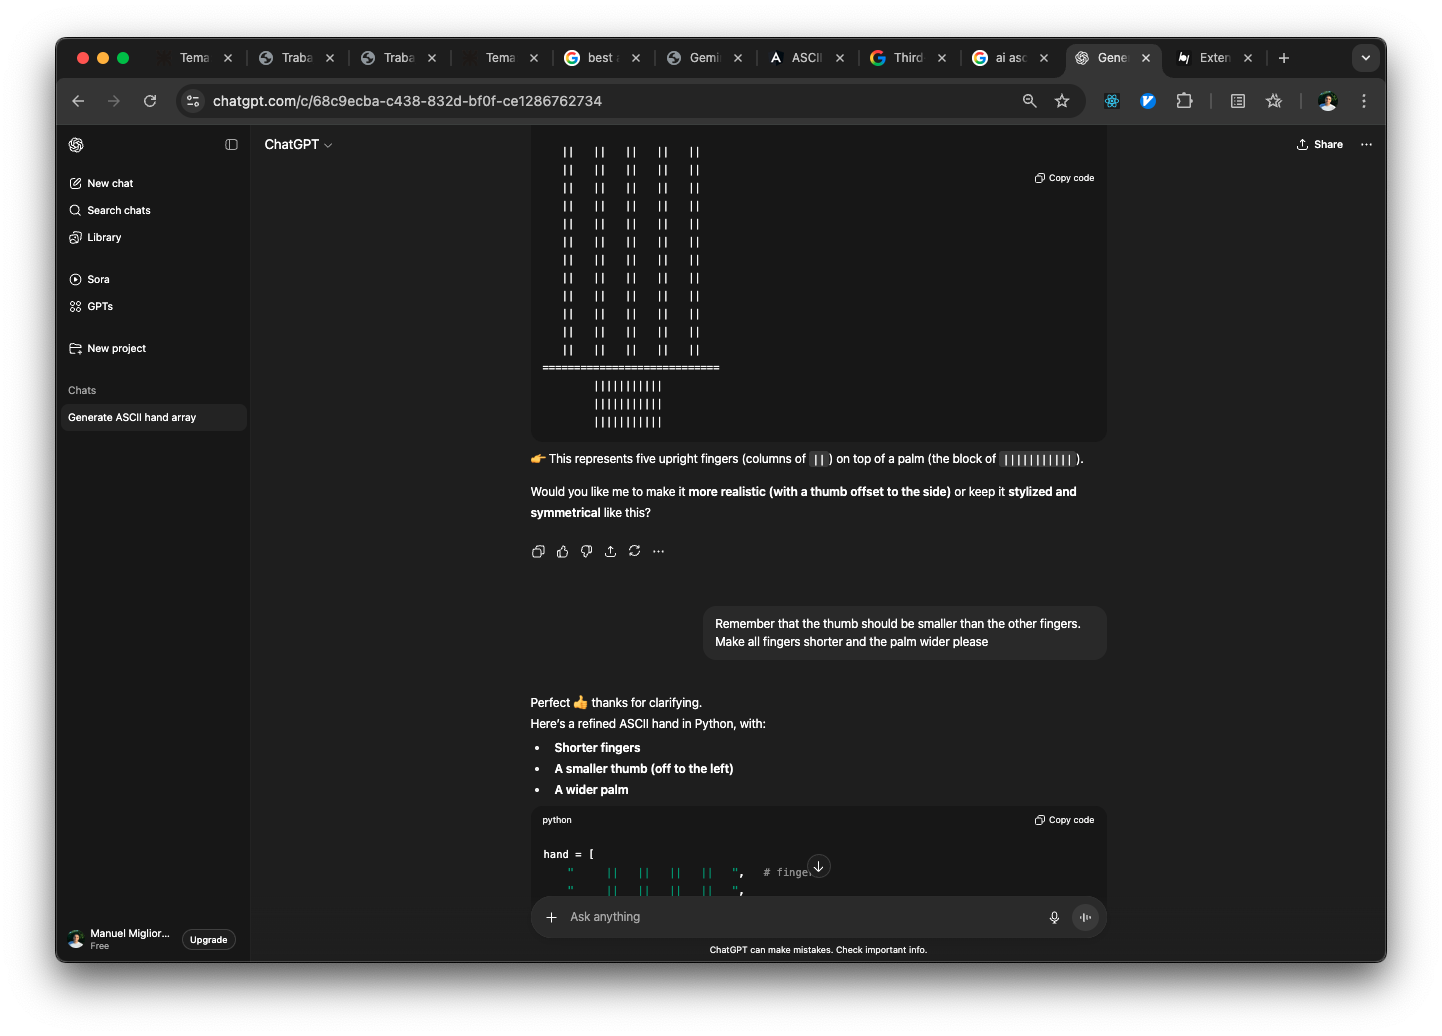 Tema
Traba
Traba
Tema
best a
Gemi
ASCII
Third
ai asc
Gene
Exten
chatgpt.com/c/68c9ecba-c438-832d-bf0f-ce1286762734
ChatGPT
Share
New chat
Search chats
Library
Sora
GPTs
New project
Chats
Generate ASCII hand array
Manuel Miglior...
Free
Upgrade
Copy code
||   ||   ||   ||   ||
||   ||   ||   ||   ||
||   ||   ||   ||   ||
||   ||   ||   ||   ||
||   ||   ||   ||   ||
||   ||   ||   ||   ||
||   ||   ||   ||   ||
||   ||   ||   ||   ||
||   ||   ||   ||   ||
||   ||   ||   ||   ||
||   ||   ||   ||   ||
||   ||   ||   ||   ||
============================
|||||||||||
|||||||||||
|||||||||||
👉 This represents five upright fingers (columns of || ) on top of a palm (the block of ||||||||||| ).
Would you like me to make it more realistic (with a thumb offset to the side) or keep it stylized and
symmetrical like this?
Remember that the thumb should be smaller than the other fingers.
Make all fingers shorter and the palm wider please
Perfect 👍 thanks for clarifying.
Here's a refined ASCII hand in Python, with:
• Shorter fingers
• A smaller thumb (off to the left)
• A wider palm
python
Copy code
hand = [
"     ||   ||   ||   ||   ",   # finge
"     ||   ||   ||   ||   ",
Ask anything
ChatGPT can make mistakes. Check important info.